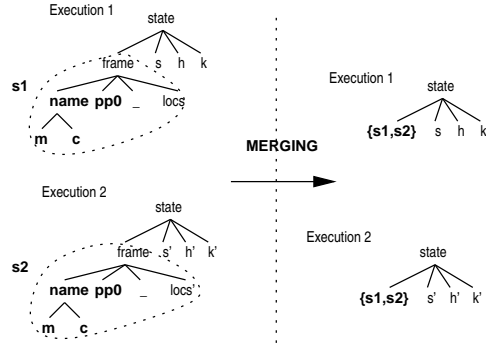 Execution 1
state
frame s h k
s1
name pp0 _ locs
m c
Execution 2
state
frame s' h' k'
s2
name pp0 _ locs'
m c
MERGING
Execution 1
state
{s1,s2} s h k
Execution 2
state
{s1,s2} s' h' k'